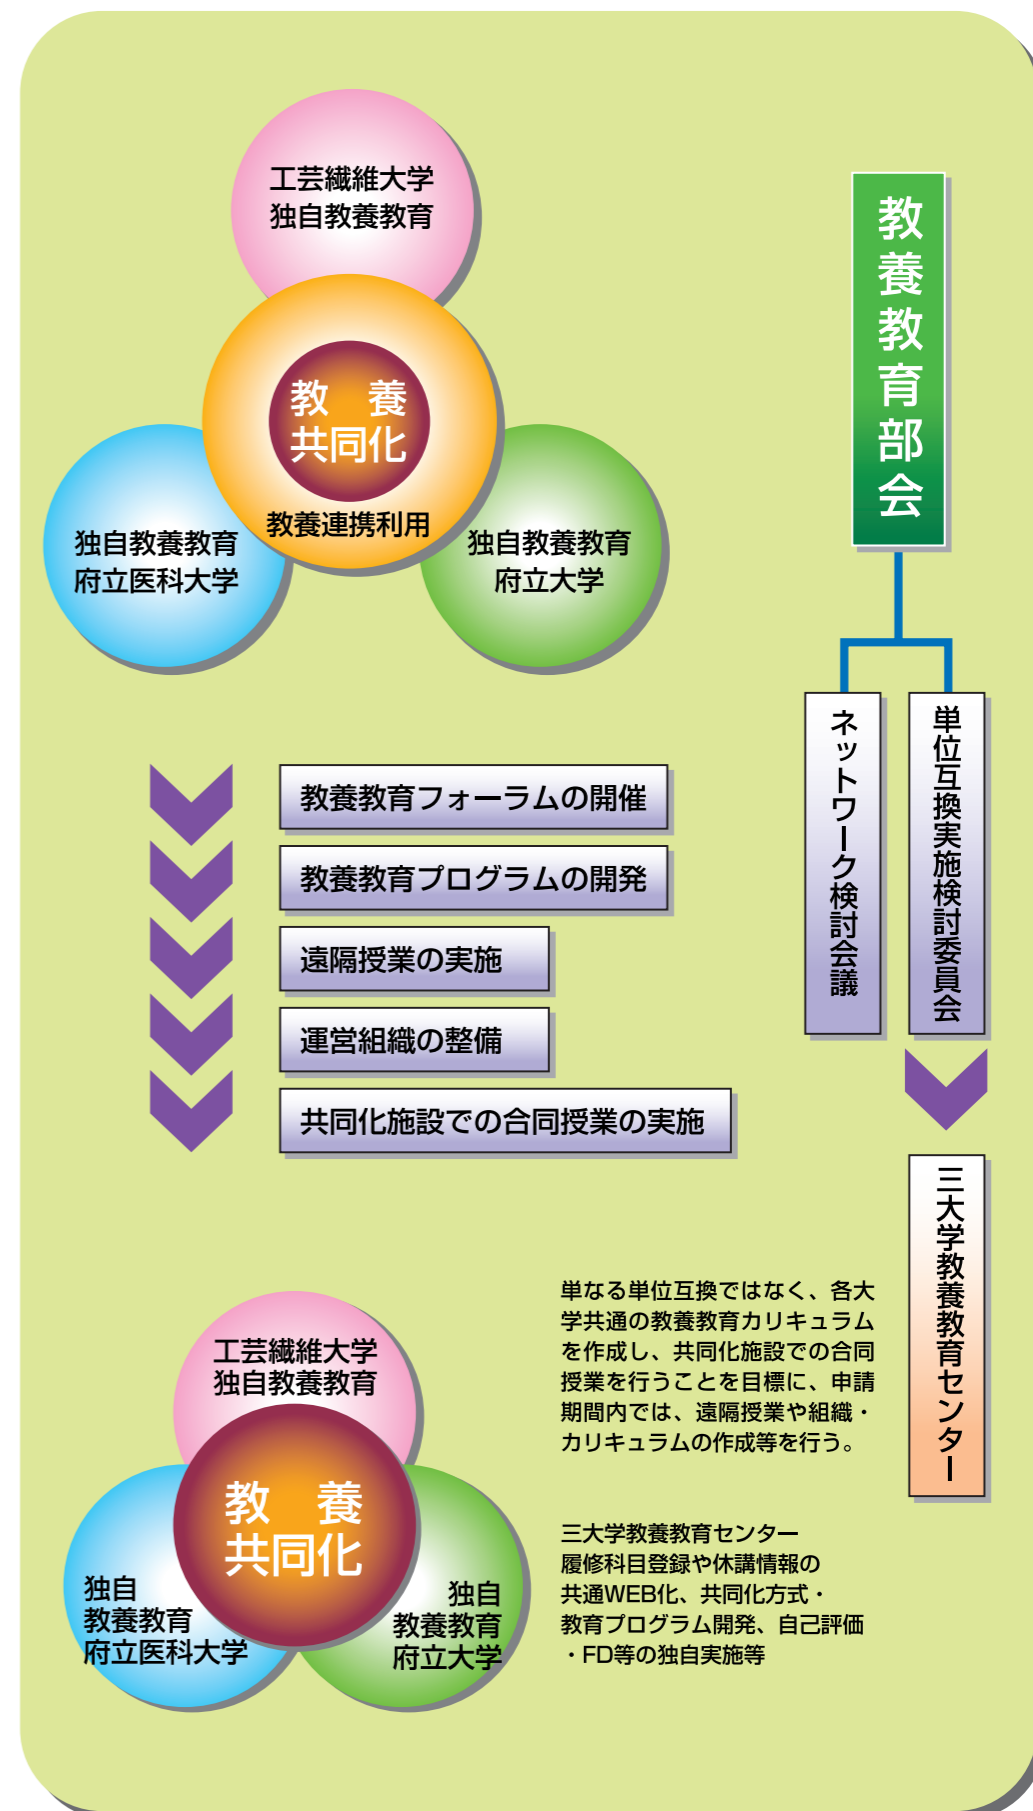 工芸繊維大学
独自教養教育
教　養
共同化
教養連携利用
独自教養教育
府立医科大学
独自教養教育
府立大学
教養教育部会
ネットワーク検討会議
単位互換実施検討委員会
教養教育フォーラムの開催
教養教育プログラムの開発
遠隔授業の実施
運営組織の整備
共同化施設での合同授業の実施
三大学教養教育センター
工芸繊維大学
独自教養教育
教　養
共同化
独自
教養教育
府立医科大学
独自
教養教育
府立大学
単なる単位互換ではなく、各大
学共通の教養教育カリキュラム
を作成し、共同化施設での合同
授業を行うことを目標に、申請
期間内では、遠隔授業や組織・
カリキュラムの作成等を行う。
三大学教養教育センター
履修科目登録や休講情報の
共通WEB化、共同化方式・
教育プログラム開発、自己評価
・FD等の独自実施等